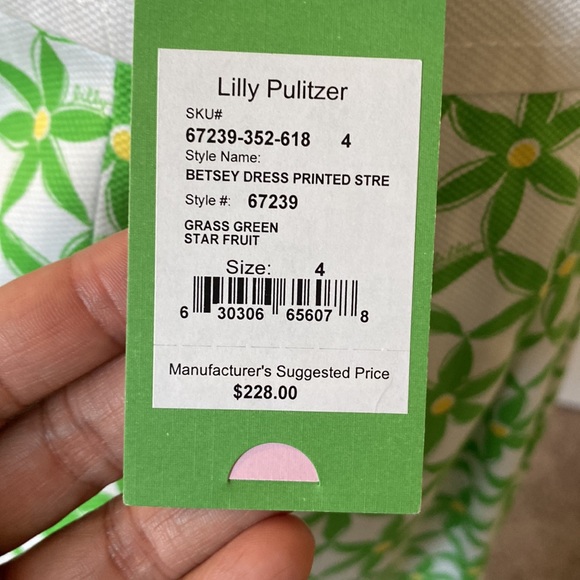 Lilly Pulitzer
SKU#
67239-352-618 4
Style Name:
BETSEY DRESS PRINTED STRE
Style #: 67239
GRASS GREEN
STAR FRUIT
Size: 4
6 30306 65607 8
Manufacturer's Suggested Price
$228.00
lilly